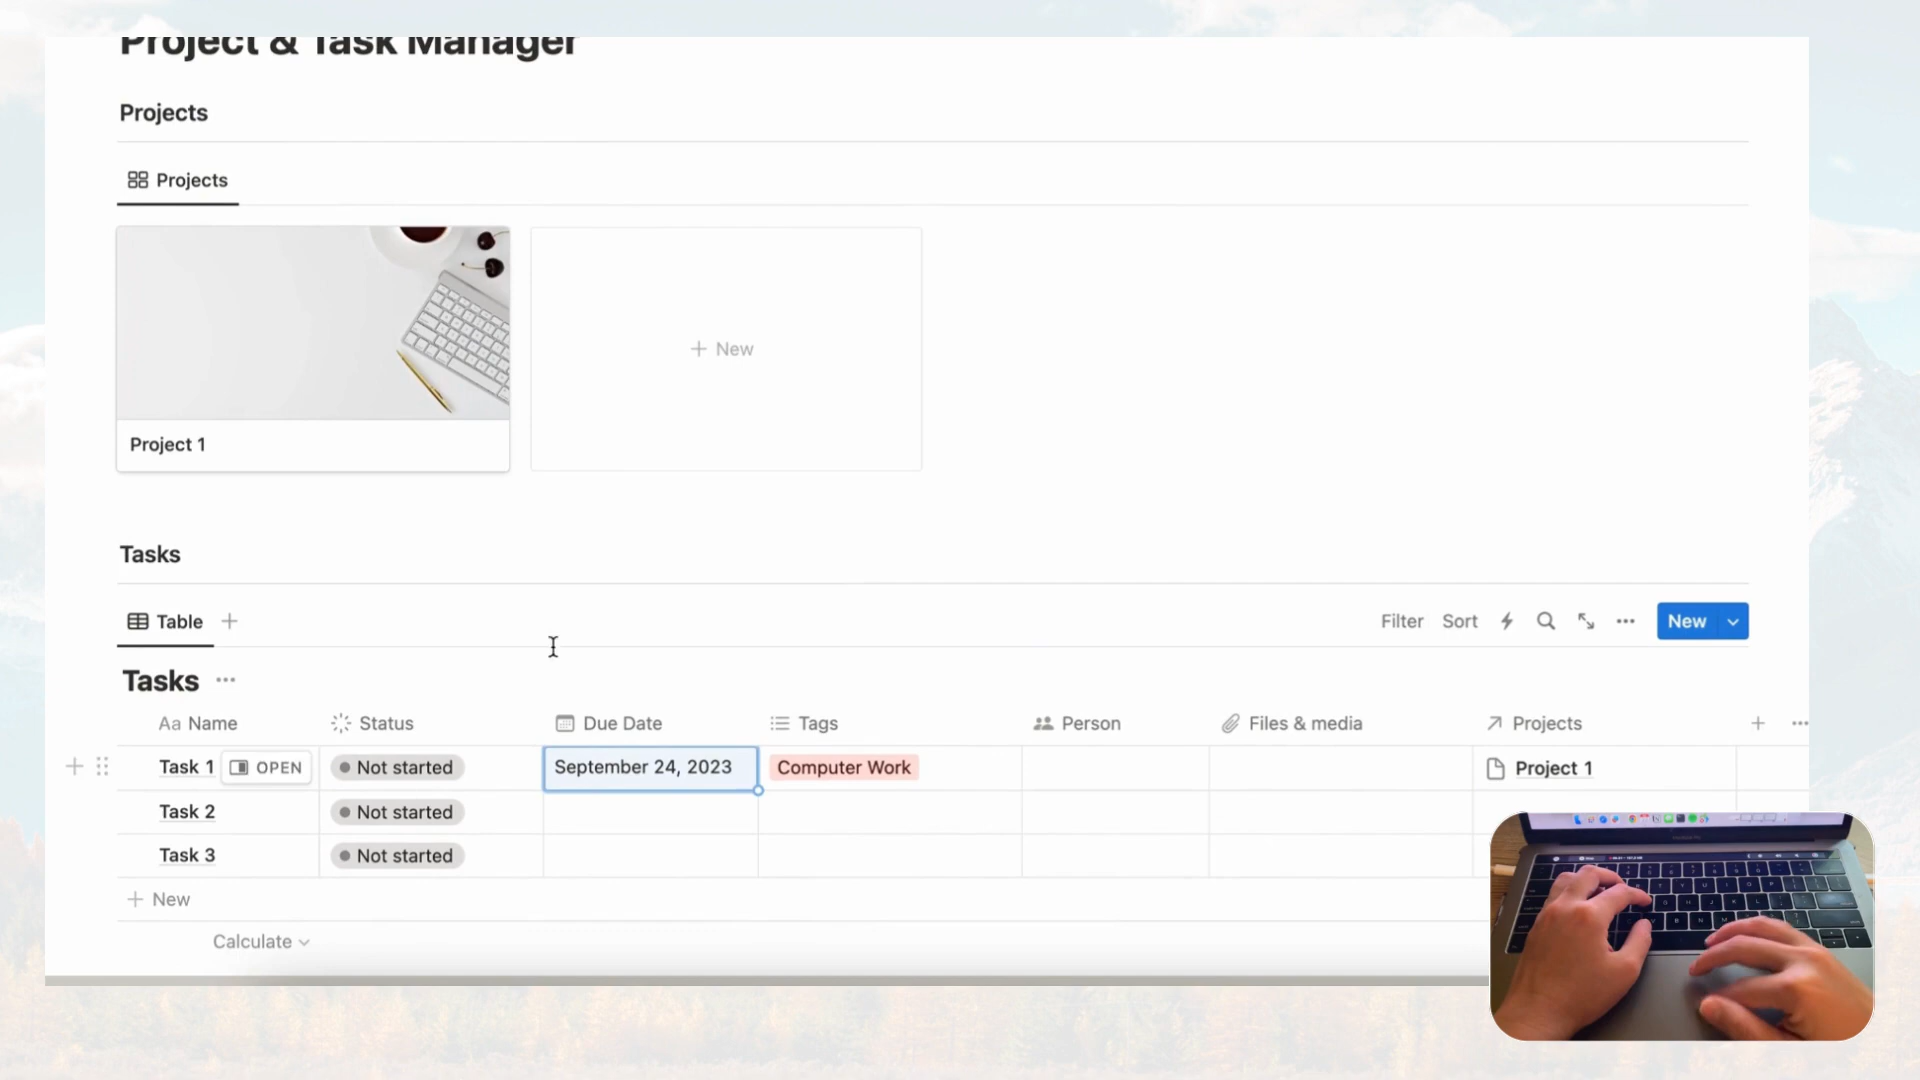 Project & Task Manager
Projects
Projects
+ New
Project 1
Tasks
Table +
Filter Sort New
Tasks ...
Aa Name Status Due Date Tags Person Files & media Projects + ...
Task 1 OPEN Not started September 24, 2023 Computer Work Project 1
Task 2 Not started
Task 3 Not started
+ New
Calculate